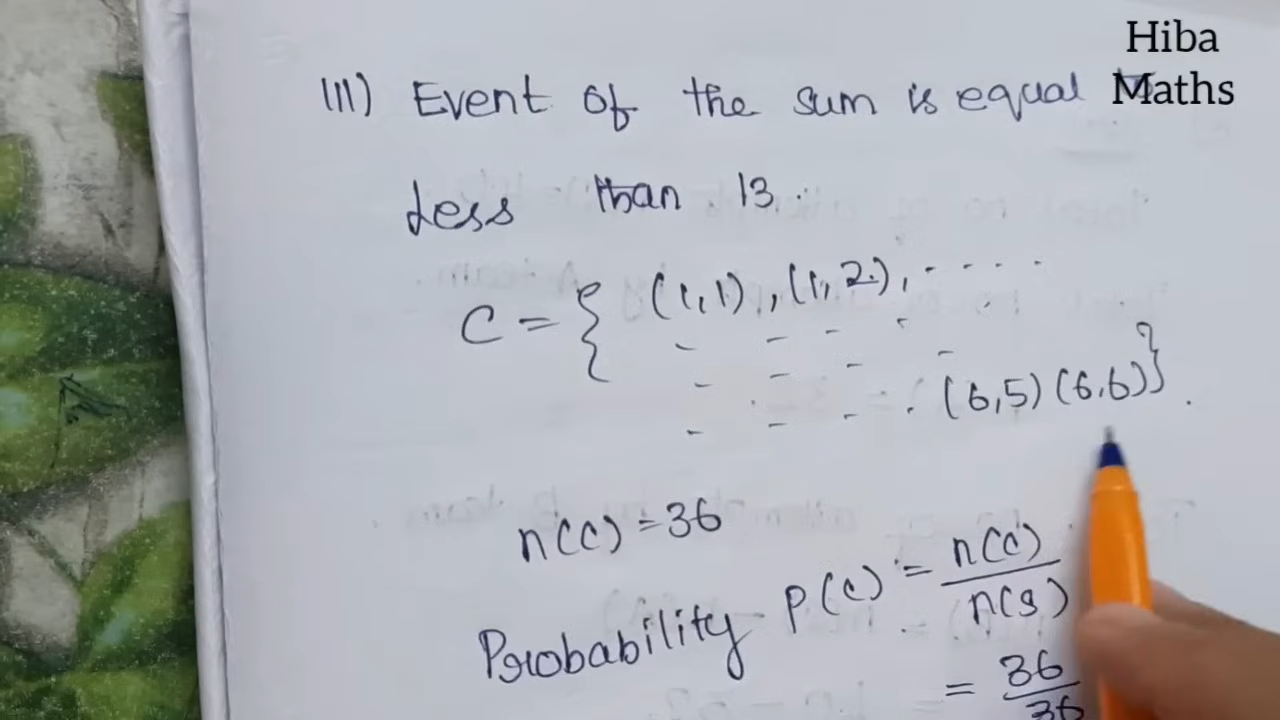 Hiba
Maths
III) Event of the sum is equal
Less than 13.
C = { (1,1), (1,2), . . . .
(6,5) (6,6) } .
n(C) = 36
Probability P(C) = n(C) / n(S)
= 36 / 36